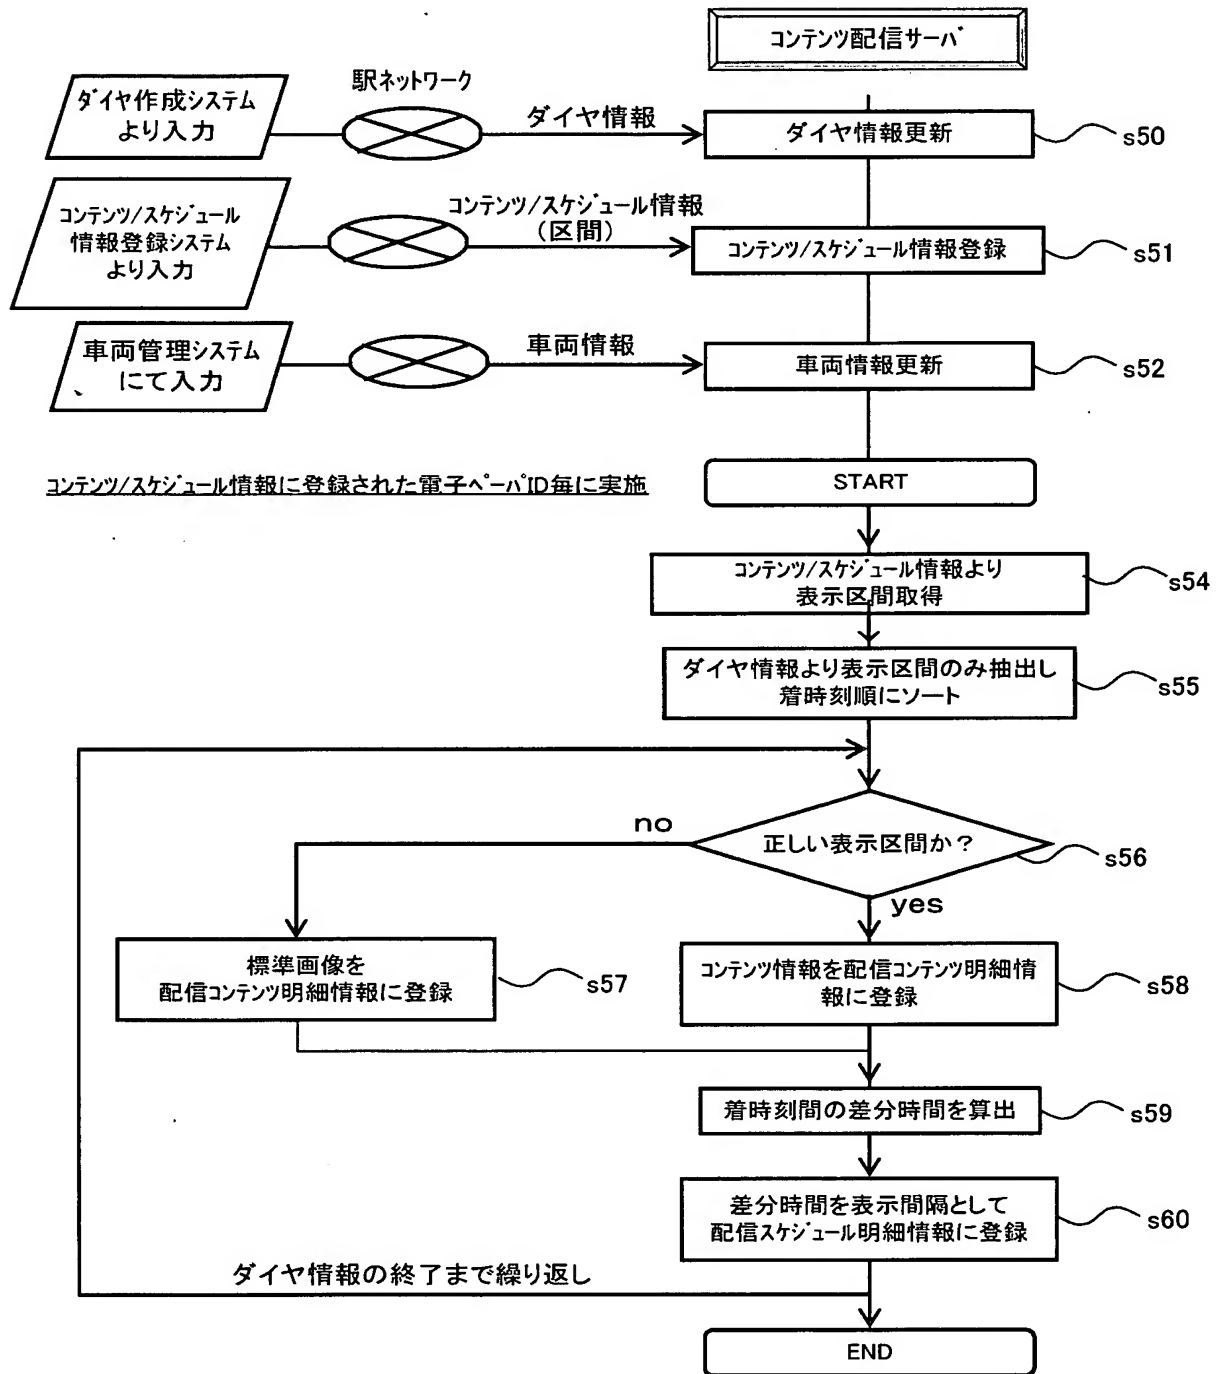 コンテンツ配信サーバ
駅ネットワーク
ダイヤ作成システム
より入力
ダイヤ情報
ダイヤ情報更新
s50
コンテンツ/スケジュール
情報登録システム
より入力
コンテンツ/スケジュール情報
(区間)
コンテンツ/スケジュール情報登録
s51
車両管理システム
にて入力
車両情報
車両情報更新
s52
コンテンツ/スケジュール情報に登録された電子ペーパID毎に実施
START
コンテンツ/スケジュール情報より
表示区間取得
s54
ダイヤ情報より表示区間のみ抽出し
着時刻順にソート
s55
no
正しい表示区間か?
s56
yes
標準画像を
配信コンテンツ明細情報に登録
s57
コンテンツ情報を配信コンテンツ明細情
報に登録
s58
着時刻間の差分時間を算出
s59
差分時間を表示間隔として
配信スケジュール明細情報に登録
s60
ダイヤ情報の終了まで繰り返し
END